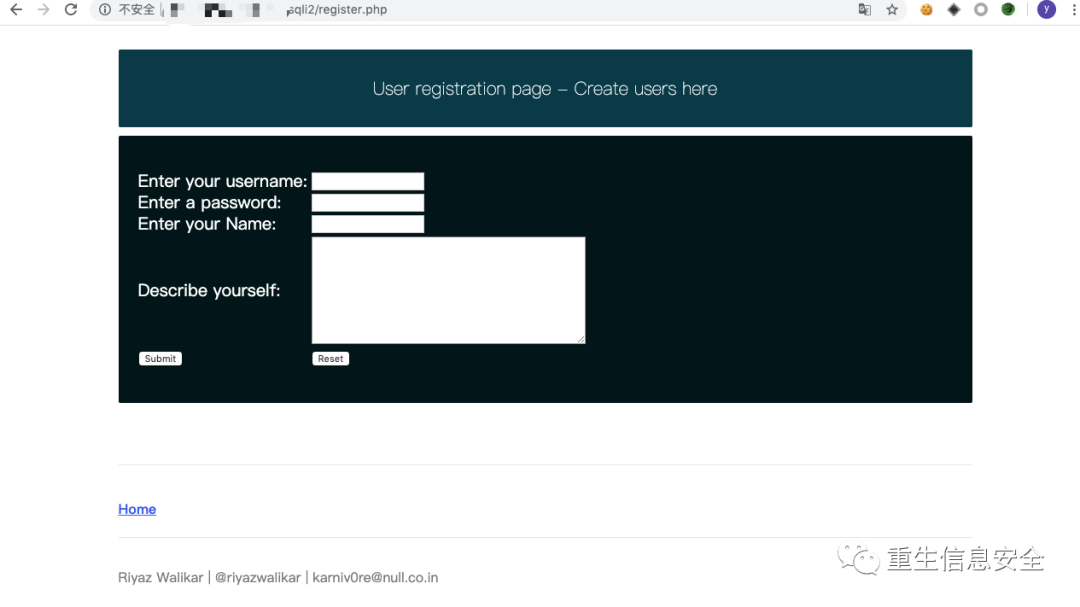 不安全 sqli2/register.php
y
User registration page – Create users here
Enter your username:
Enter a password:
Enter your Name:
Describe yourself:
Submit Reset
Home
Riyaz Walikar | @riyazwalikar | karniv0re@null.co.in
重生信息安全